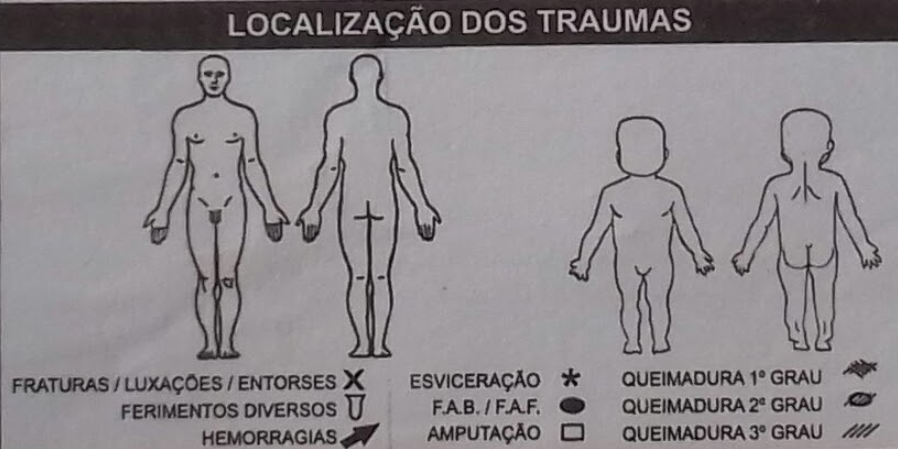 LOCALIZAÇÃO DOS TRAUMAS
FRATURAS / LUXAÇÕES / ENTORSES
FERIMENTOS DIVERSOS
HEMORRAGIAS
ESVICERAÇÃO
F.A.B. / F.A.F.
AMPUTAÇÃO
QUEIMADURA 1º GRAU
QUEIMADURA 2º GRAU
QUEIMADURA 3º GRAU